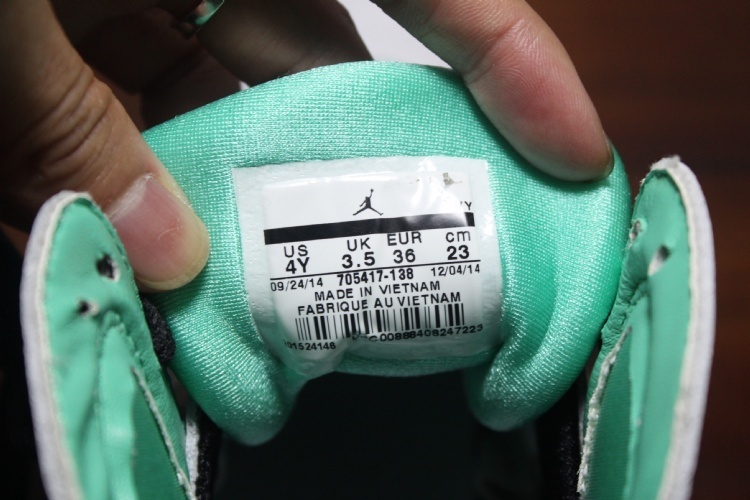 US UK EUR cm
4Y 3.5 36 23
09/24/14 705417-138 12/04/14
MADE IN VIETNAM
FABRIQUE AU VIETNAM